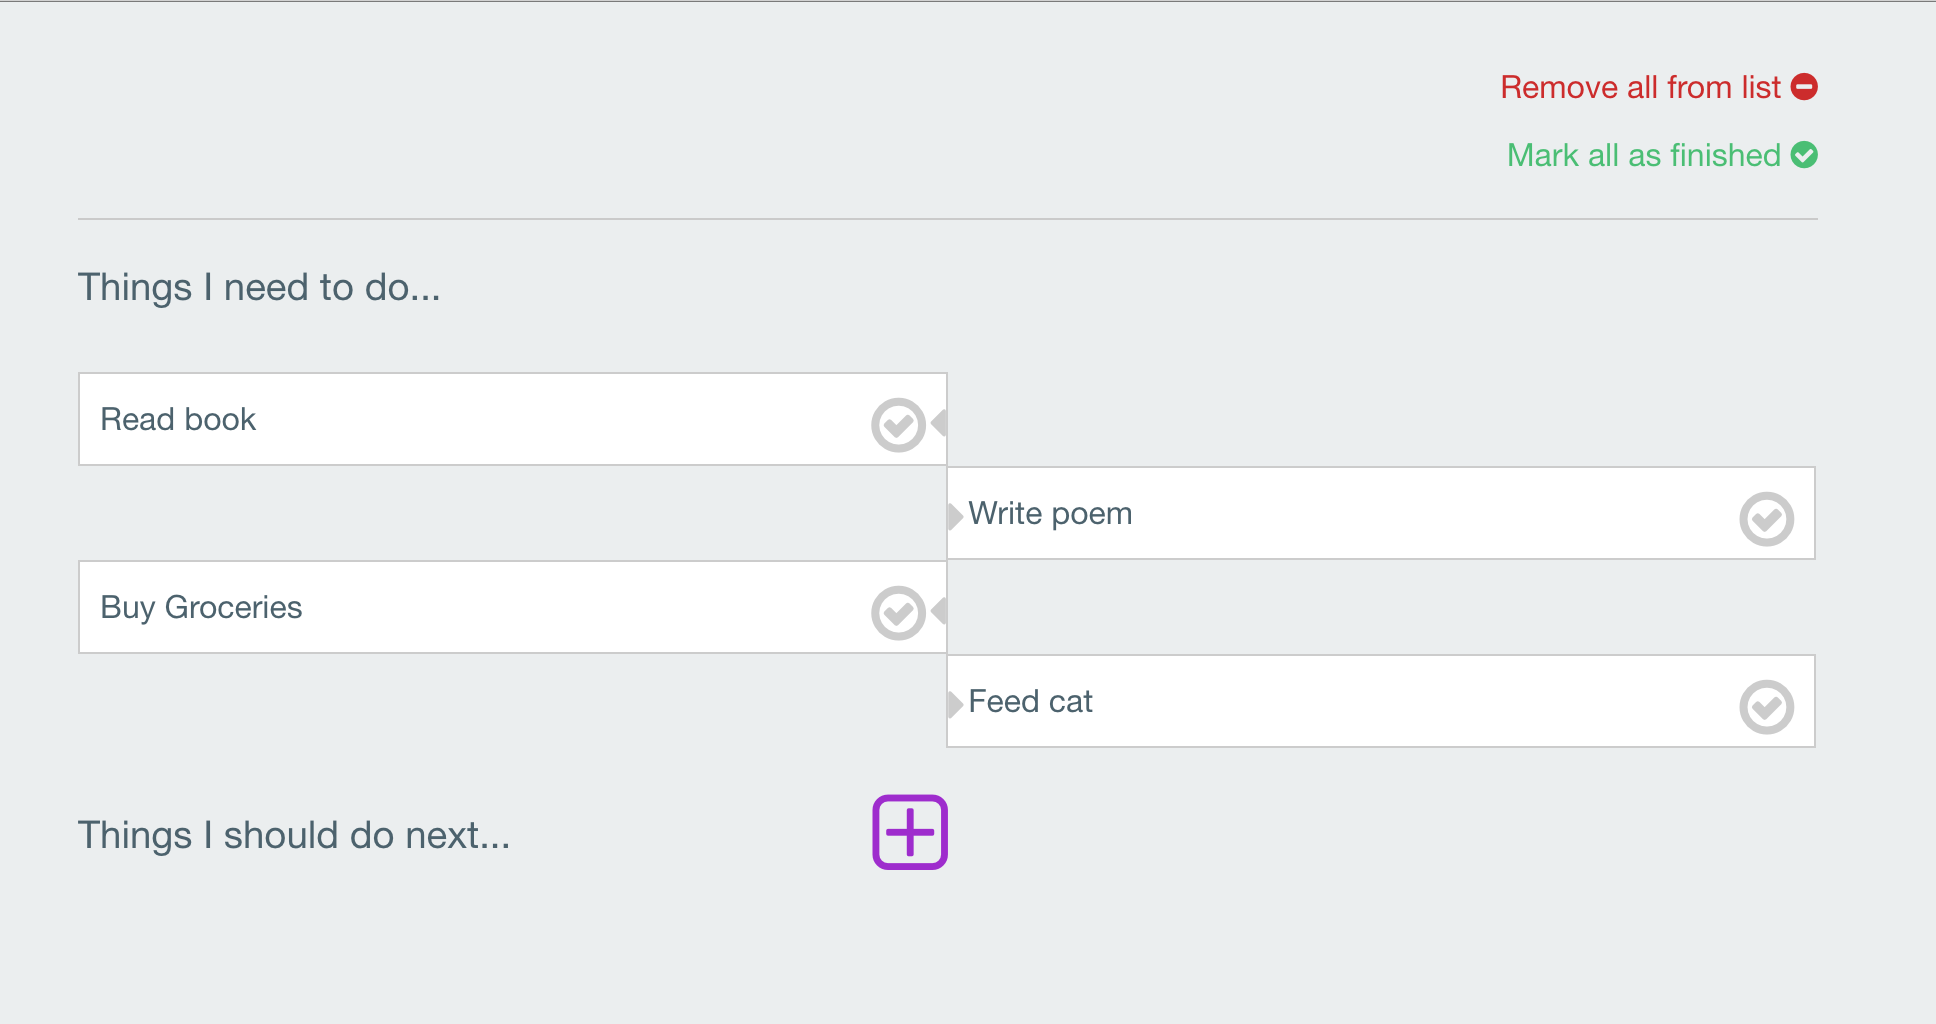 Remove all from list
Mark all as finished
Things I need to do...
Read book
Write poem
Buy Groceries
Feed cat
Things I should do next...